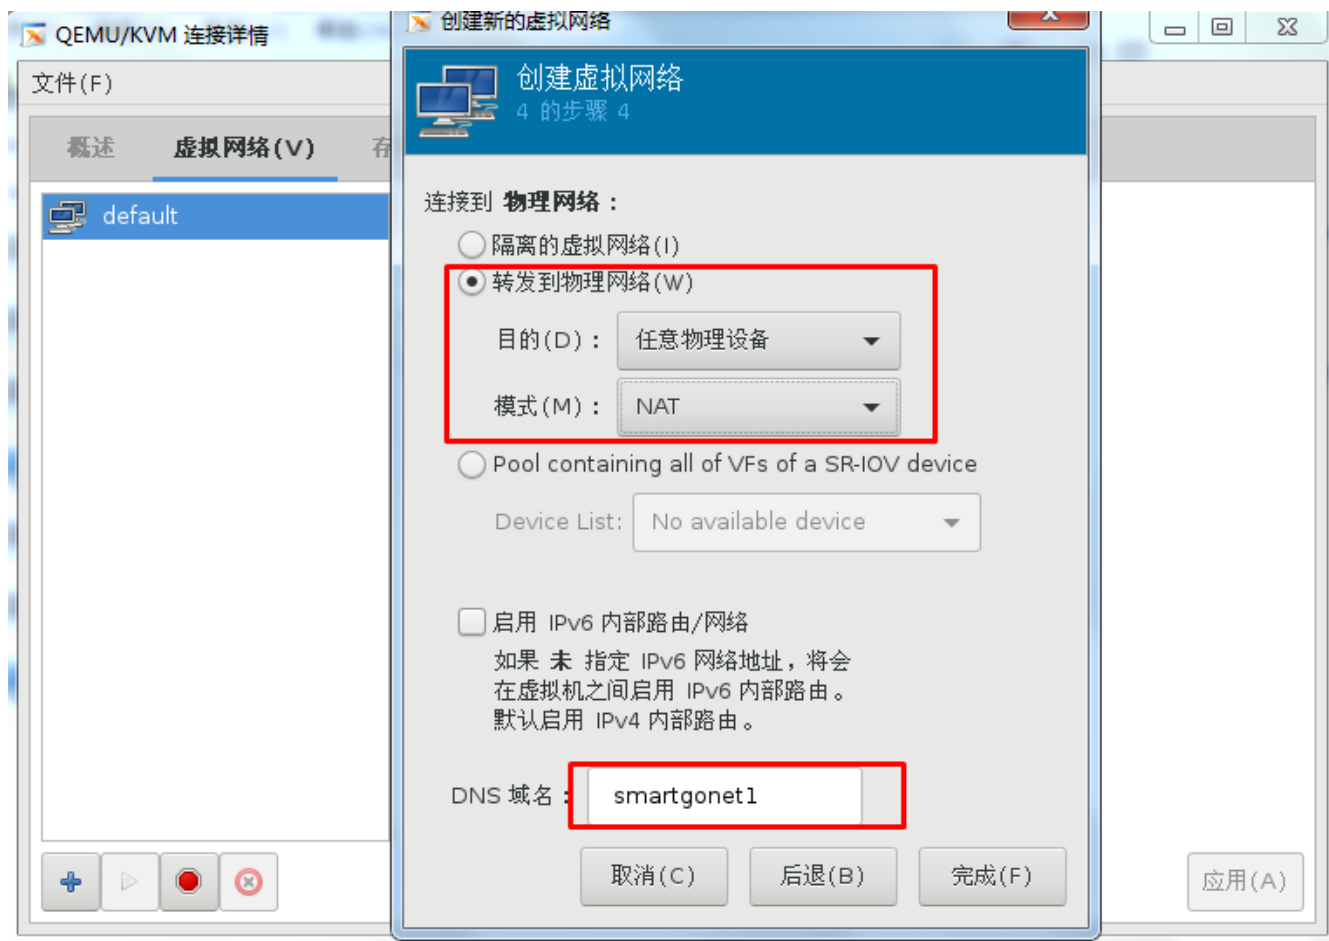 QEMU/KVM 连接详情
文件(F)
概述 虚拟网络(V) 存
default
创建新的虚拟网络
创建虚拟网络
4 的步骤 4
连接到 物理网络：
隔离的虚拟网络(I)
转发到物理网络(W)
目的(D)： 任意物理设备
模式(M)： NAT
Pool containing all of VFs of a SR-IOV device
Device List: No available device
启用 IPv6 内部路由/网络
如果 未 指定 IPv6 网络地址，将会
在虚拟机之间启用 IPv6 内部路由。
默认启用 IPv4 内部路由。
DNS 域名： smartgonet1
取消(C) 后退(B) 完成(F)
应用(A)